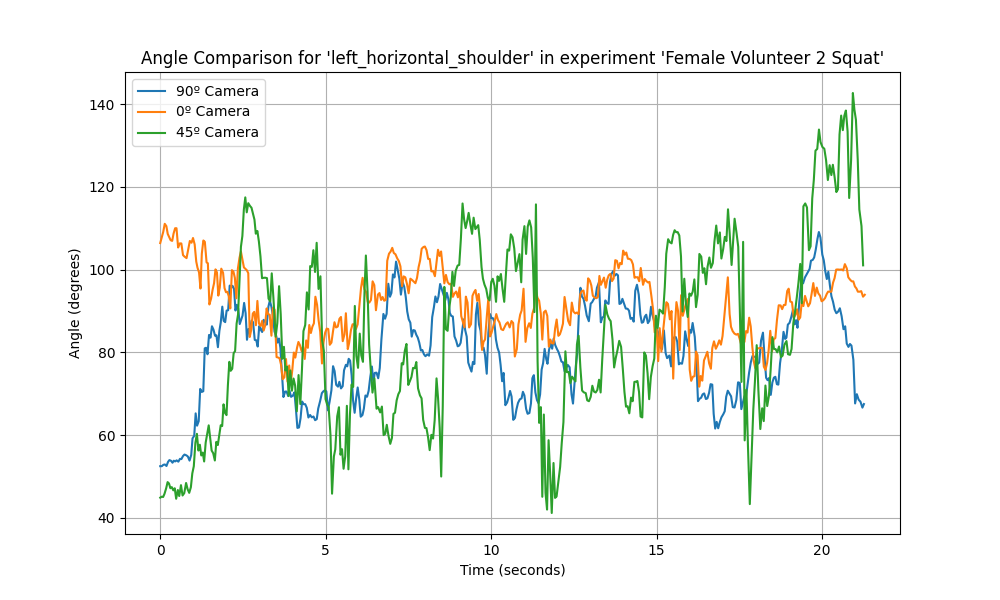 Angle Comparison for 'left_horizontal_shoulder' in experiment 'Female Volunteer 2 Squat'
90º Camera
0º Camera
45º Camera
140
120
100
80
60
40
Angle (degrees)
0 5 10 15 20
Time (seconds)